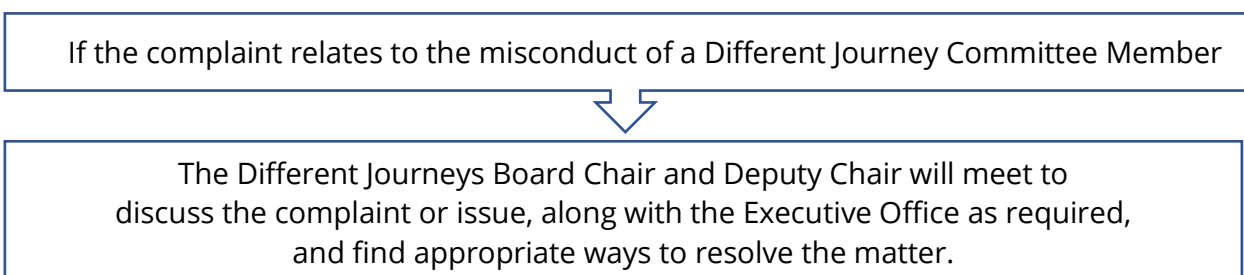 If the complaint relates to the misconduct of a Different Journey Committee Member
The Different Journeys Board Chair and Deputy Chair will meet to
discuss the complaint or issue, along with the Executive Office as required,
and find appropriate ways to resolve the matter.